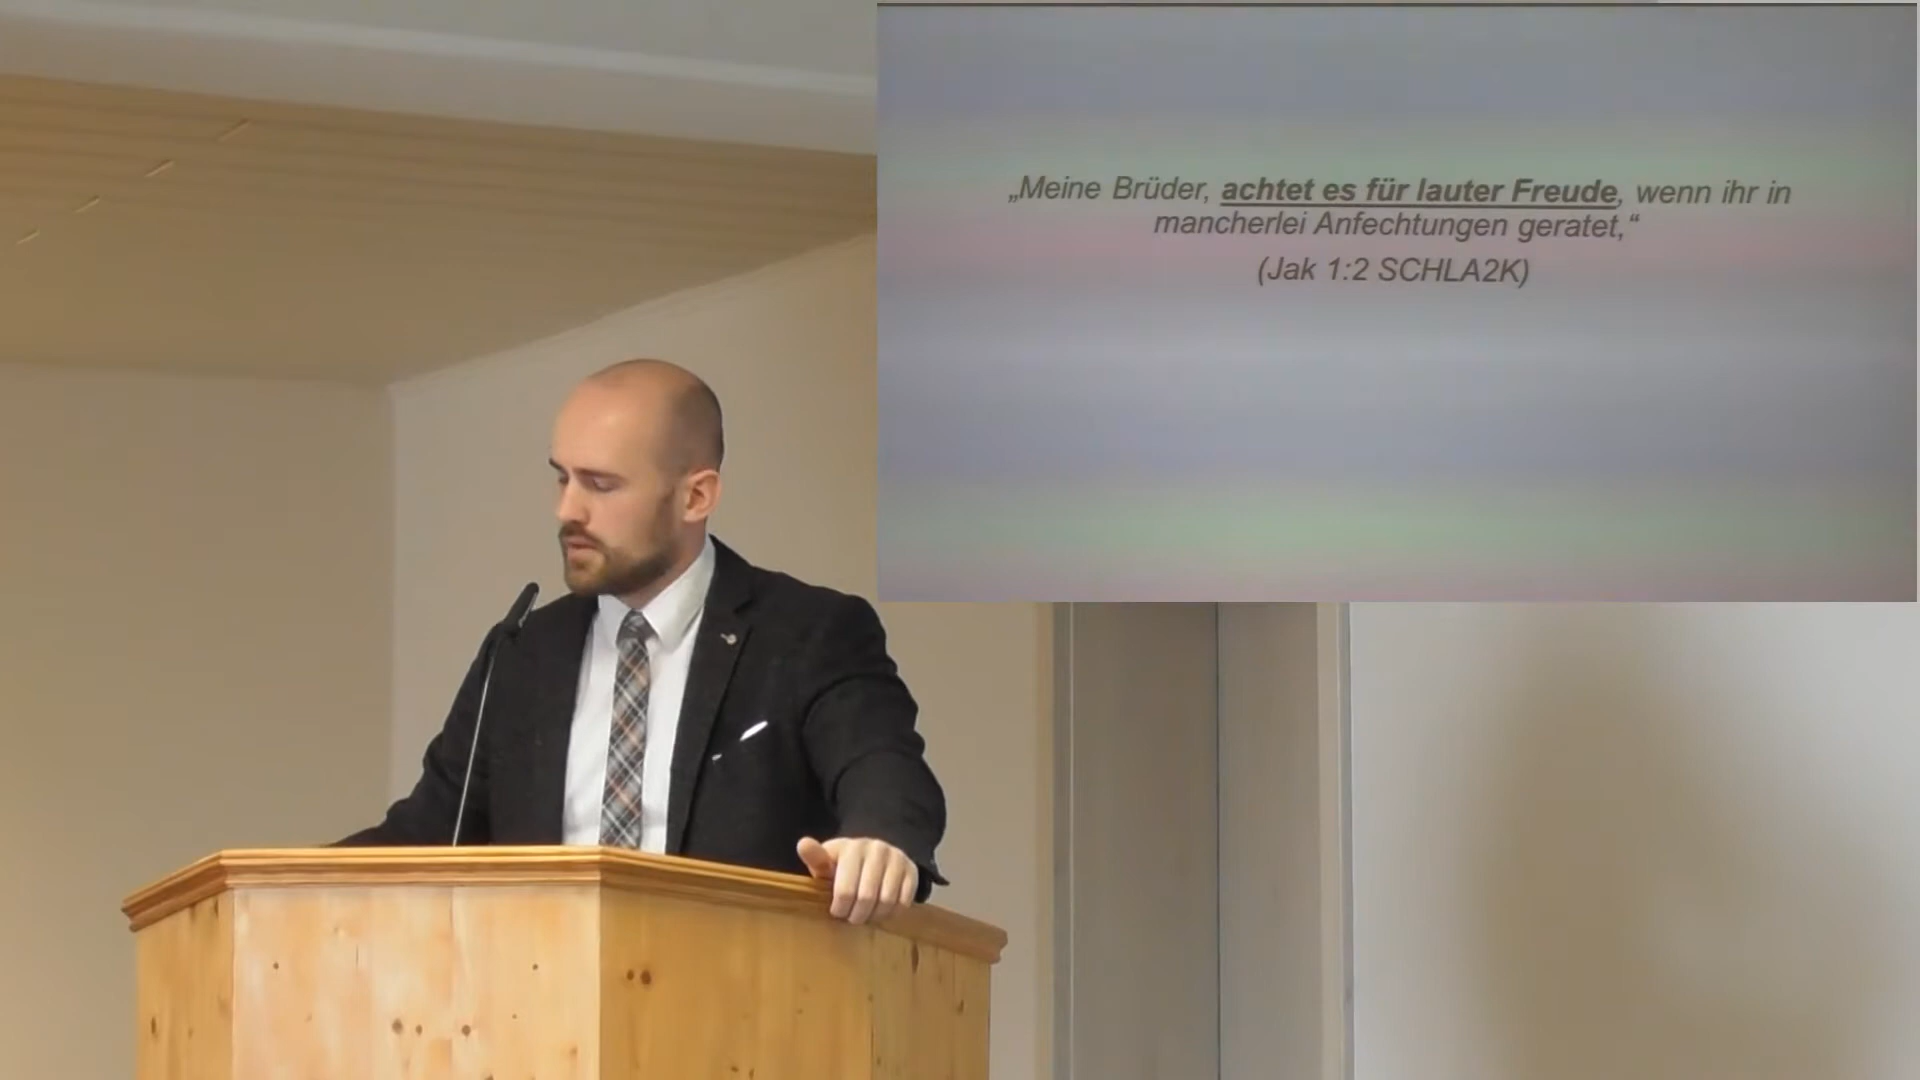 „Meine Brüder, achtet es für lauter Freude, wenn ihr in
mancherlei Anfechtungen geratet,“
(Jak 1:2 SCHLA2K)